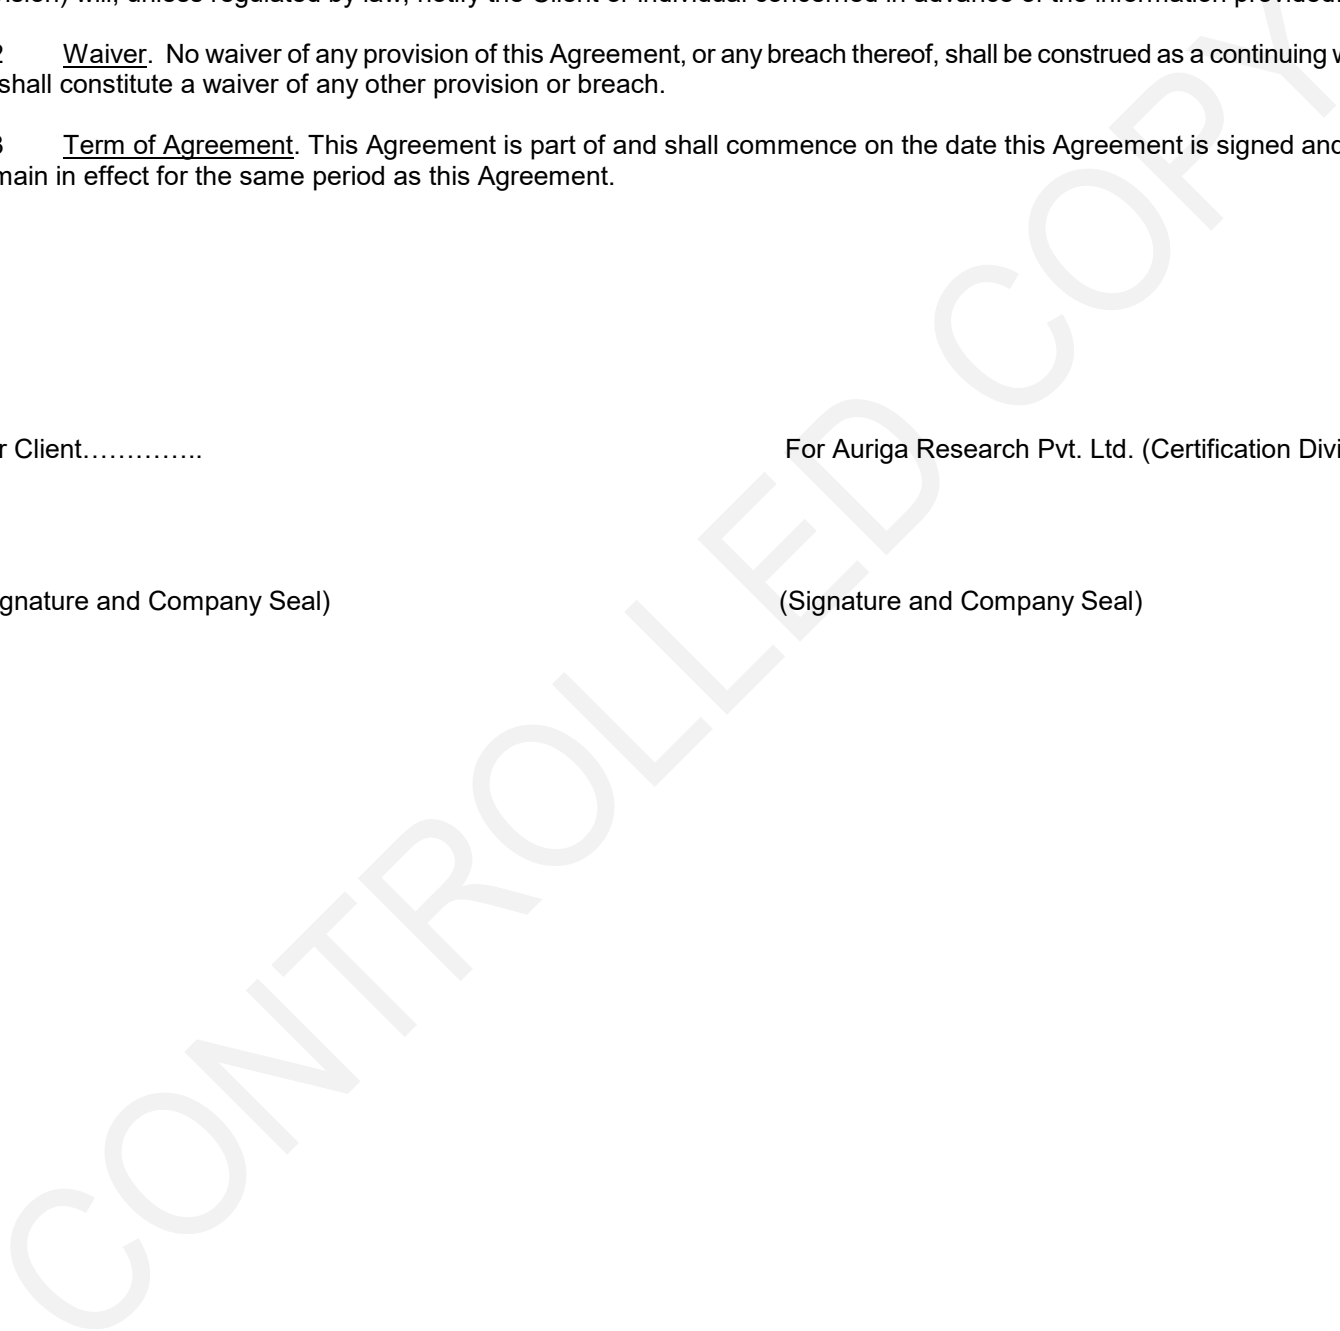 will, unless regulated by law, notify the Client or individual concerned in advance of the information provided.
Waiver. No waiver of any provision of this Agreement, or any breach thereof, shall be construed as a continuing
shall constitute a waiver of any other provision or breach.
Term of Agreement. This Agreement is part of and shall commence on the date this Agreement is signed and
main in effect for the same period as this Agreement.
r Client…………..
For Auriga Research Pvt. Ltd. (Certification Divi
gnature and Company Seal)
(Signature and Company Seal)
CONTROLLED COPY